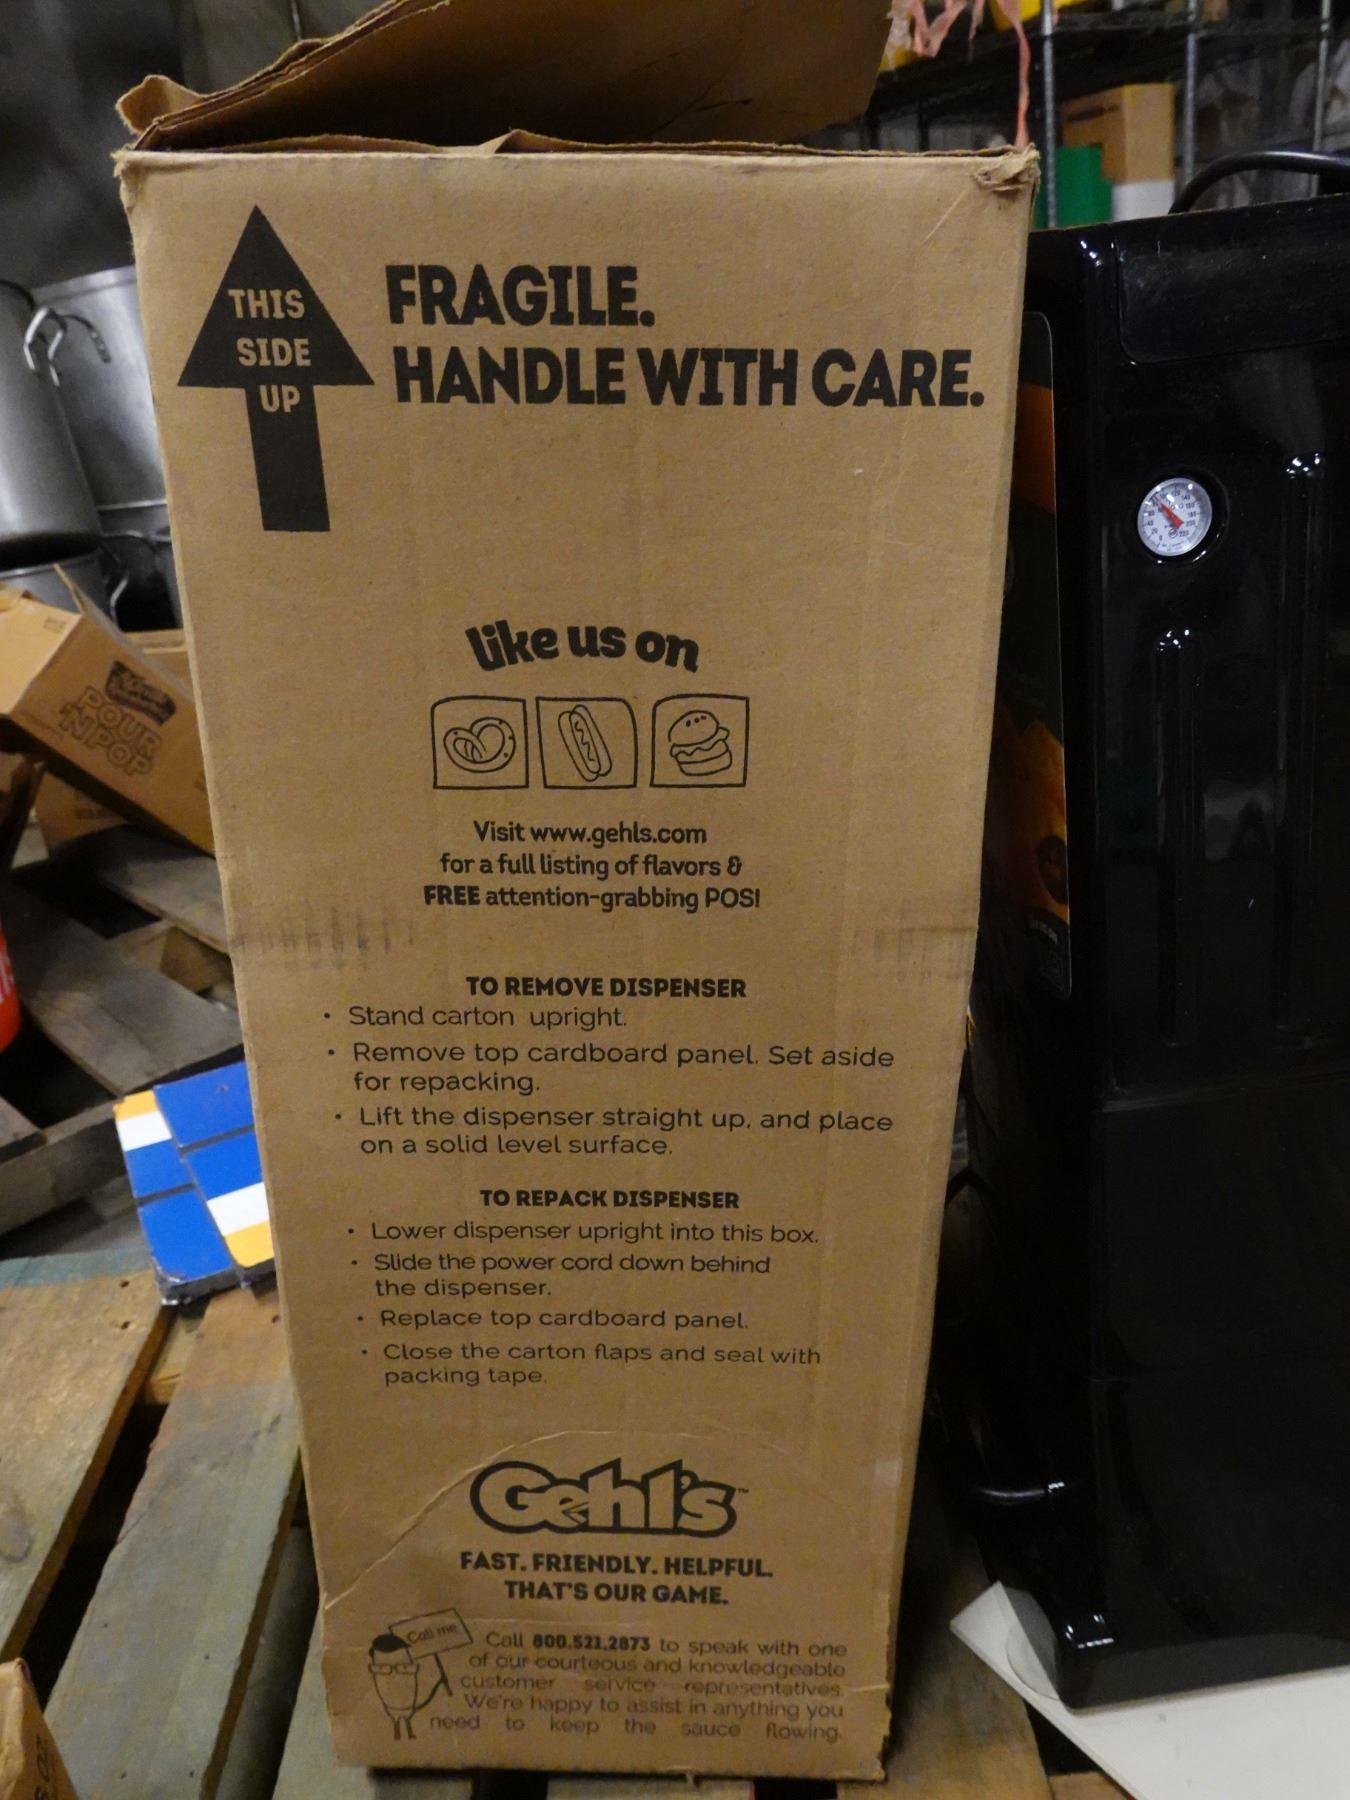 THIS
SIDE
UP
FRAGILE.
HANDLE WITH CARE.
like us on
Visit www.gehls.com
for a full listing of flavors &
FREE attention-grabbing POS!
TO REMOVE DISPENSER
• Stand carton upright.
• Remove top cardboard panel. Set aside
for repacking.
• Lift the dispenser straight up, and place
on a solid level surface.
TO REPACK DISPENSER
• Lower dispenser upright into this box.
• Slide the power cord down behind
the dispenser.
• Replace top cardboard panel.
• Close the carton flaps and seal with
packing tape.
Gehl's™
FAST. FRIENDLY. HELPFUL.
THAT'S OUR GAME.
Call me
Call 800.521.2873 to speak with one
of our courteous and knowledgeable
customer service representatives.
We're happy to assist in anything you
need to keep the sauce flowing.
POUR
'N POP